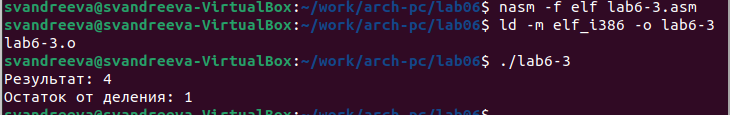 svandreeva@svandreeva-VirtualBox:~/work/arch-pc/lab06$ nasm -f elf lab6-3.asm
svandreeva@svandreeva-VirtualBox:~/work/arch-pc/lab06$ ld -m elf_i386 -o lab6-3
lab6-3.o
svandreeva@svandreeva-VirtualBox:~/work/arch-pc/lab06$ ./lab6-3
Результат: 4
Остаток от деления: 1
svandreeva@svandreeva-VirtualBox:~/work/arch-pc/lab06$